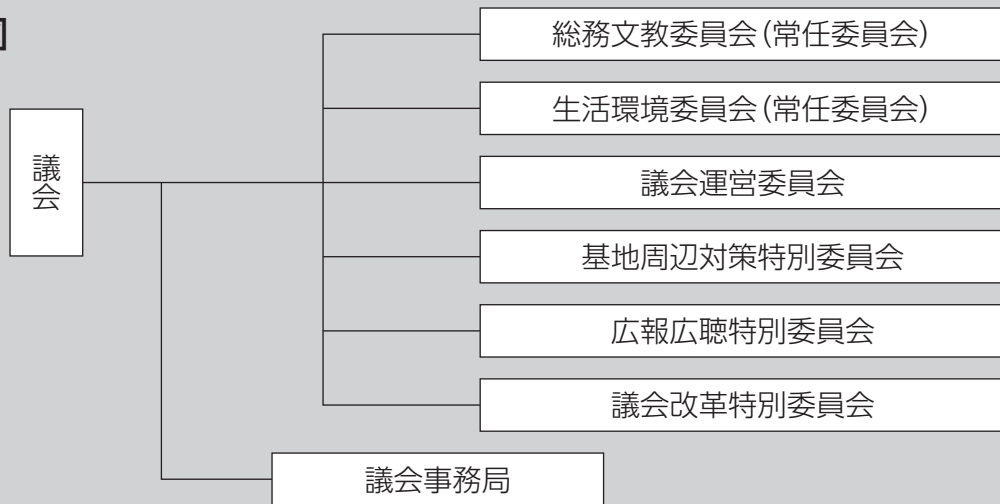 議会
総務文教委員会(常任委員会)
生活環境委員会(常任委員会)
議会運営委員会
基地周辺対策特別委員会
広報広聴特別委員会
議会改革特別委員会
議会事務局